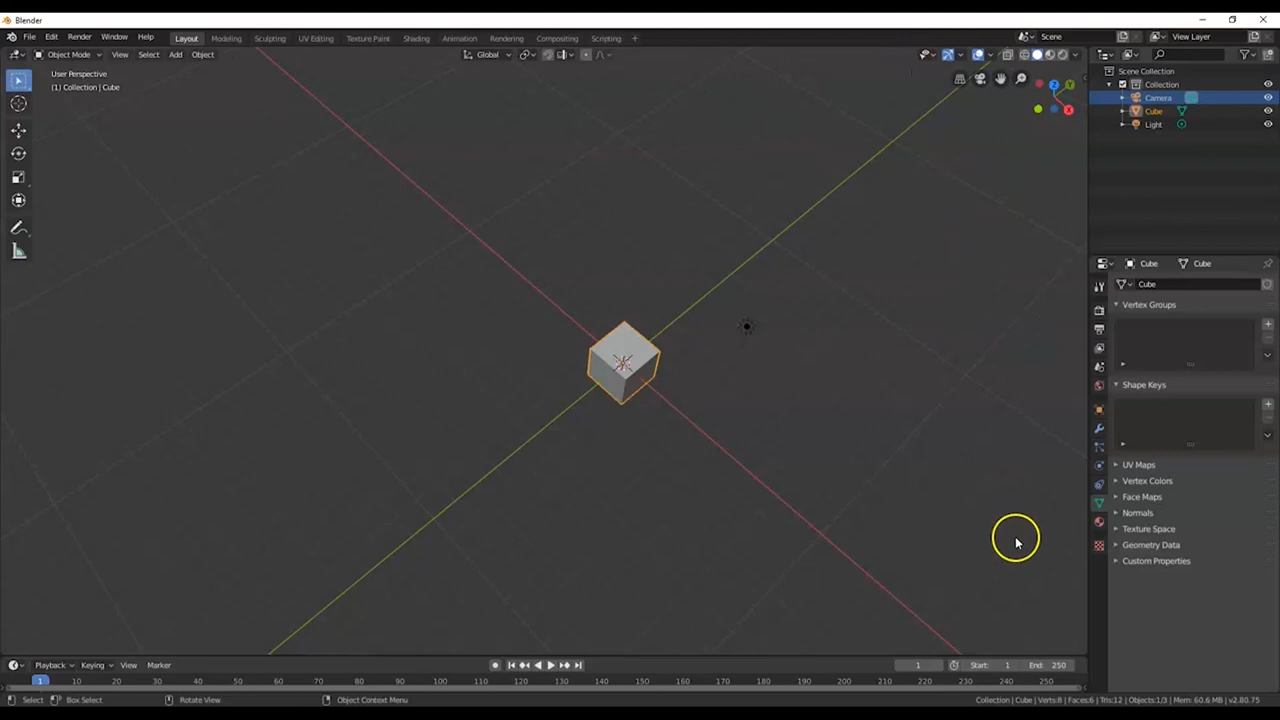 Blender
File Edit Render Window Help
Layout Modeling Sculpting UV Editing Texture Paint Shading Animation Rendering Compositing Scripting +
Scene
View Layer
Object Mode View Select Add Object
Global
User Perspective
(1) Collection | Cube
Y
Z
X
Scene Collection
Collection
Camera
Cube
Light
Cube Cube
Cube
Vertex Groups
Shape Keys
UV Maps
Vertex Colors
Face Maps
Normals
Texture Space
Geometry Data
Custom Properties
Playback Keying View Marker
1 Start: 1 End: 250
1 10 20 30 40 50 60 70 80 90 100 110 120 130 140 150 160 170 180 190 200 210 220 230 240 250
Select Box Select Rotate View Object Context Menu
Collection | Cube | Verts:8 | Faces:6 | Tris:12 | Objects:1/3 | Mem: 60.6 MB | v2.80.75